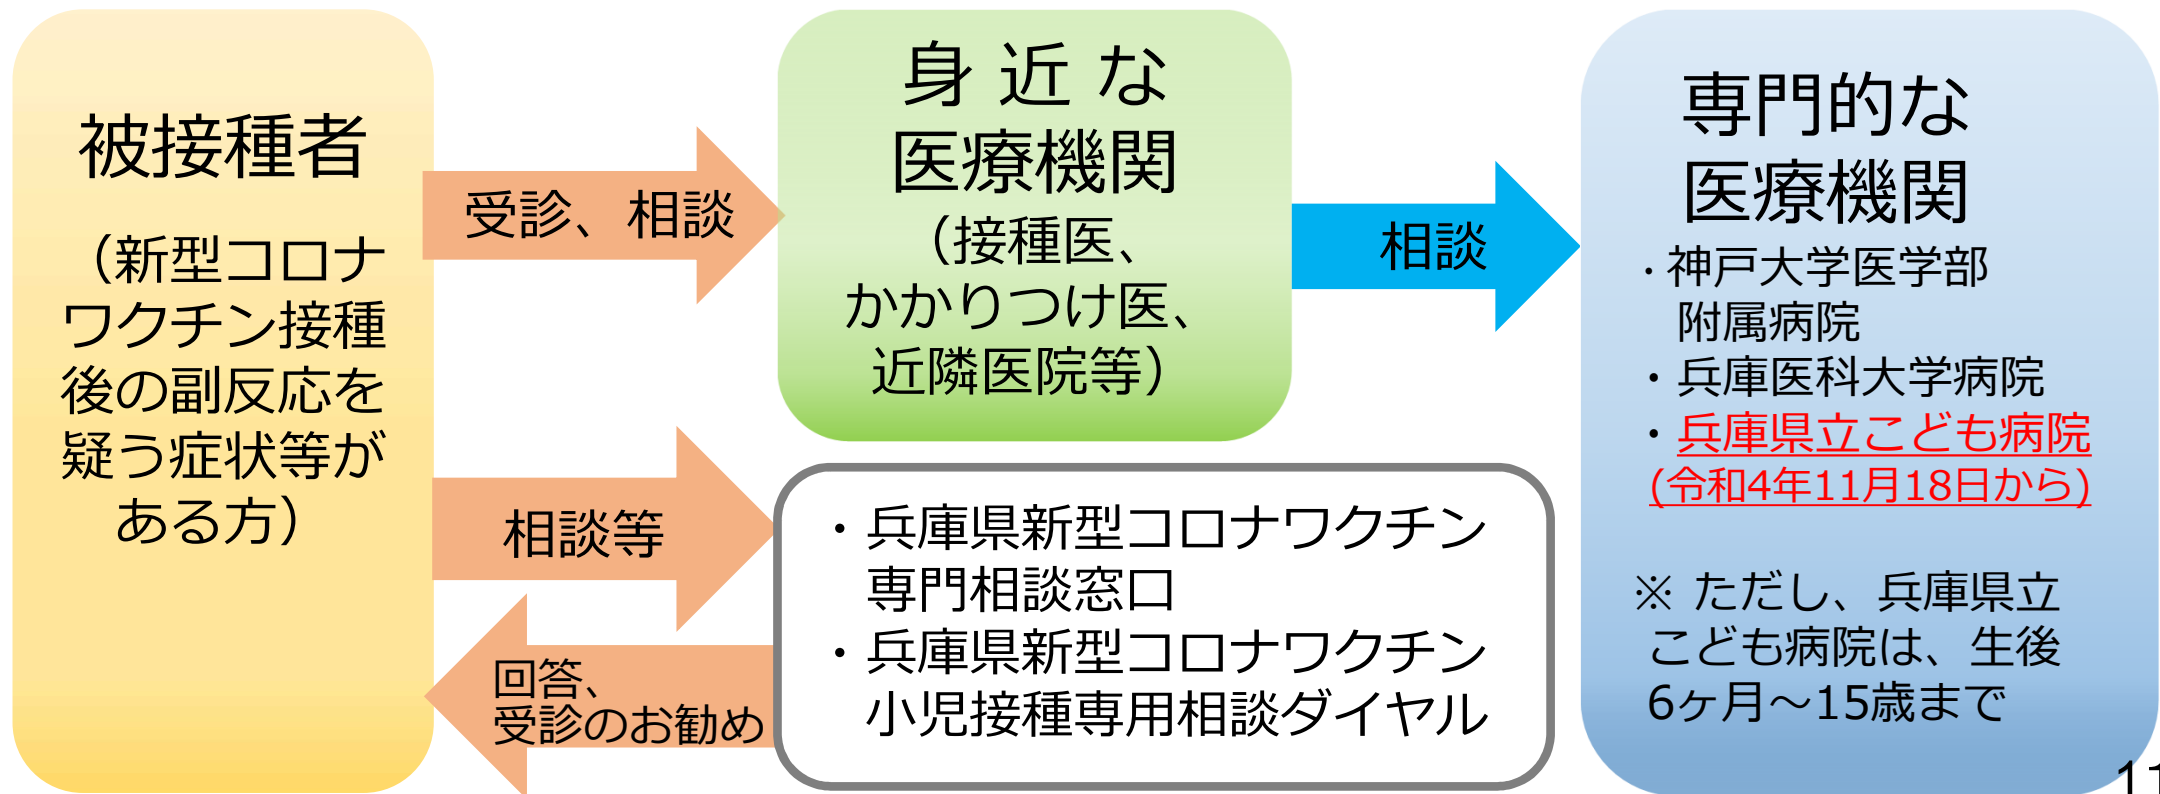 被接種者
（新型コロナ
ワクチン接種
後の副反応を
疑う症状等が
ある方）
受診、相談
相談等
回答、
受診のお勧め
身 近 な
医療機関
（接種医、
かかりつけ医、
近隣医院等）
・兵庫県新型コロナワクチン
専門相談窓口
・兵庫県新型コロナワクチン
小児接種専用相談ダイヤル
相談
専門的な
医療機関
・神戸大学医学部
附属病院
・兵庫医科大学病院
・兵庫県立こども病院
(令和4年11月18日から)
※ ただし、兵庫県立
こども病院は、生後
6ヶ月～15歳まで
11